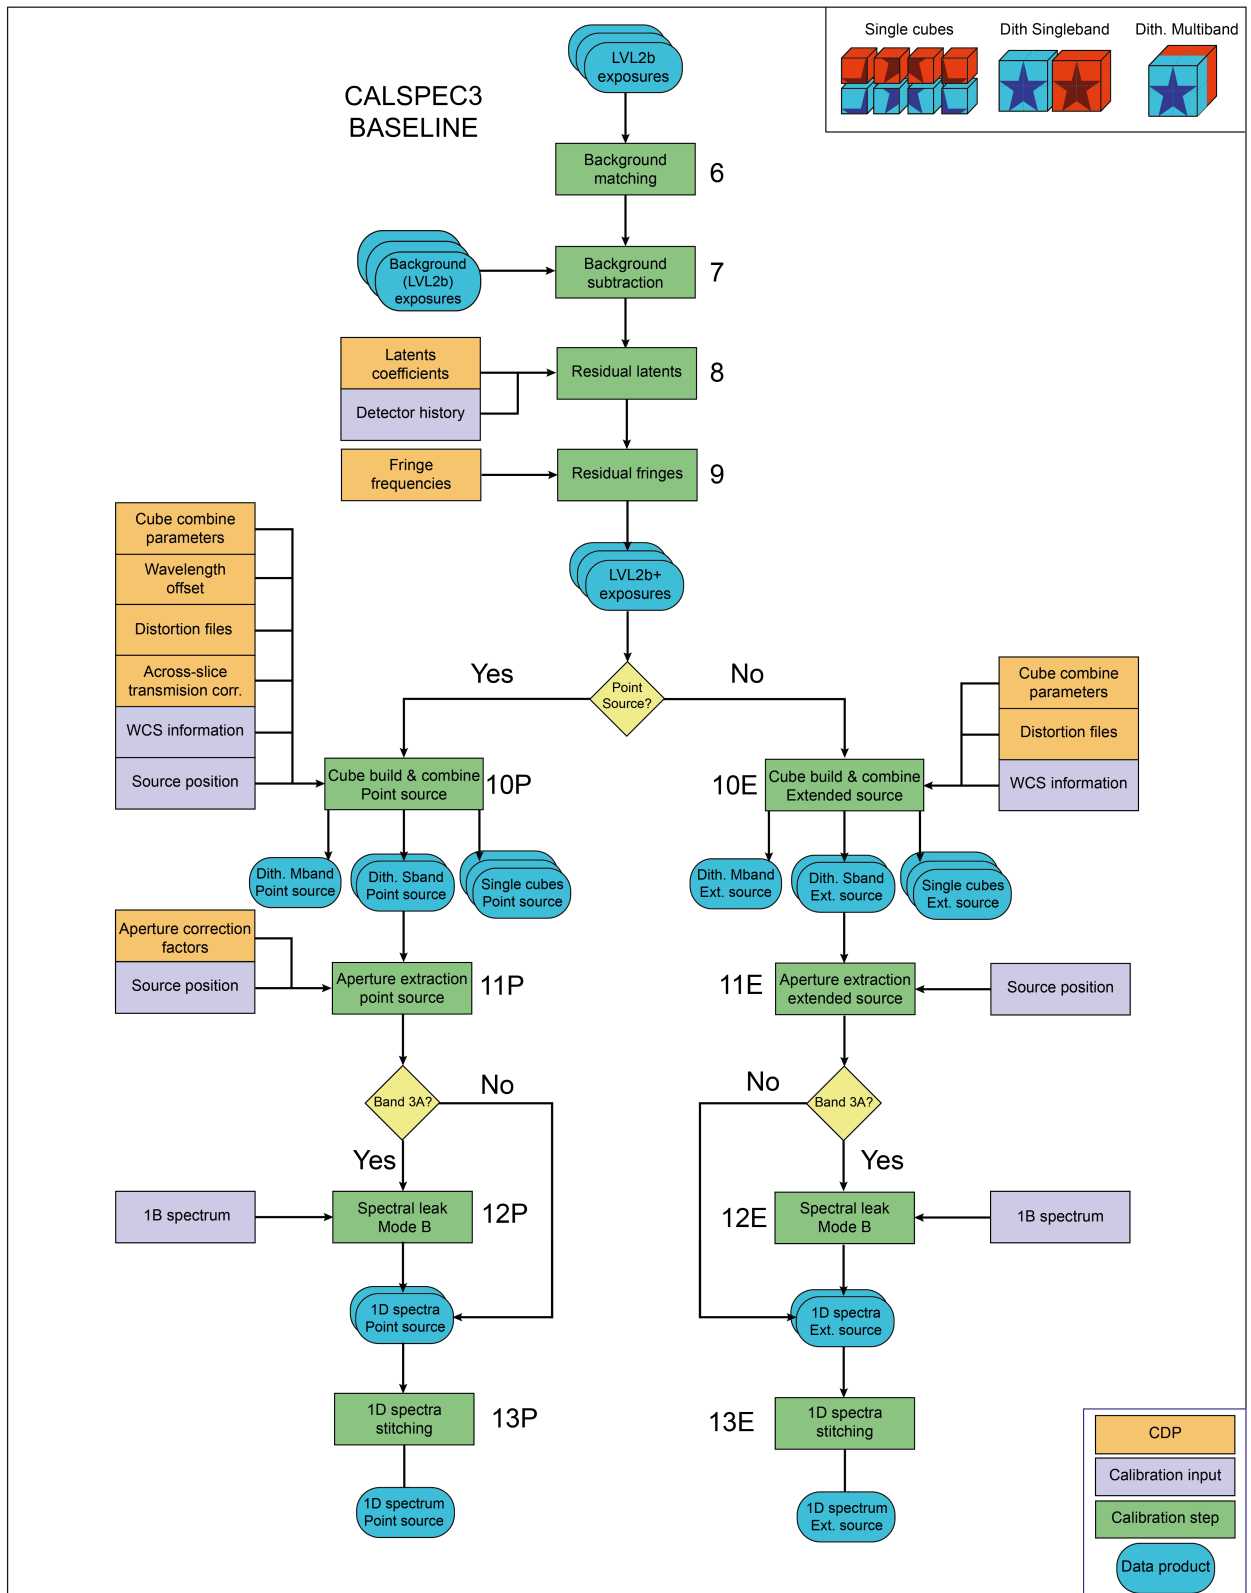 Single cubes
Dith Singleband
Dith. Multiband
CALSPEC3
BASELINE
LVL2b
exposures
Background
matching
6
Background
(LVL2b)
exposures
Background
subtraction
7
Latents
coefficients
Detector history
Residual latents
8
Fringe
frequencies
Residual fringes
9
LVL2b+
exposures
Point
Source?
Yes
No
Cube combine
parameters
Wavelength
offset
Distortion files
Across-slice
transmision corr.
WCS information
Source position
Cube build & combine
Point source
10P
10E
Cube build & combine
Extended source
Cube combine
parameters
Distortion files
WCS information
Dith. Mband
Point source
Dith. Sband
Point source
Single cubes
Point source
Dith. Mband
Ext. source
Dith. Sband
Ext. source
Single cubes
Ext. source
Aperture correction
factors
Source position
Aperture extraction
point source
11P
11E
Aperture extraction
extended source
Source position
Band 3A?
No
Yes
No
Band 3A?
Yes
1B spectrum
Spectral leak
Mode B
12P
12E
Spectral leak
Mode B
1B spectrum
1D spectra
Point source
1D spectra
Ext. source
1D spectra
stitching
13P
13E
1D spectra
stitching
1D spectrum
Point source
1D spectrum
Ext. source
CDP
Calibration input
Calibration step
Data product